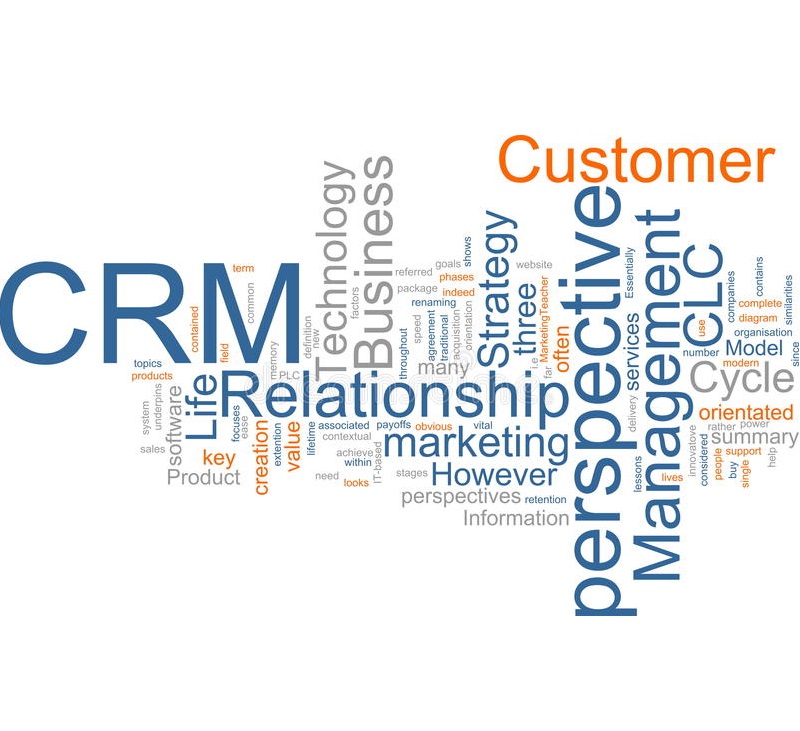 Customer
CRM
Technology
Business
Strategy
three
perspective
Management
CLC
Relationship
marketing
However
perspectives
retention
Information
Cycle
Model
orientated
summary
term
common
contained
field
topics
products
memory
PLC
definition
new
factors
referred
package
goals
shows
phases
indeed
renaming
website
throughout
speed
agreement
traditional
acquisition
orientation
many
MarketingTeacher
i.e
far
often
Essentially
services
delivery
number
use
companies
contains
complete
diagram
similarities
organisation
since
modern
rather
power
innovatove
considered
people
support
buy
single
help
lives
lessons
system
underpins
software
sales
Life
key
Product
focuses
ease
creation
extention
value
lifetime
associated
contextual
payoffs
obvious
vital
achieve
within
IT-based
need
looks
stages